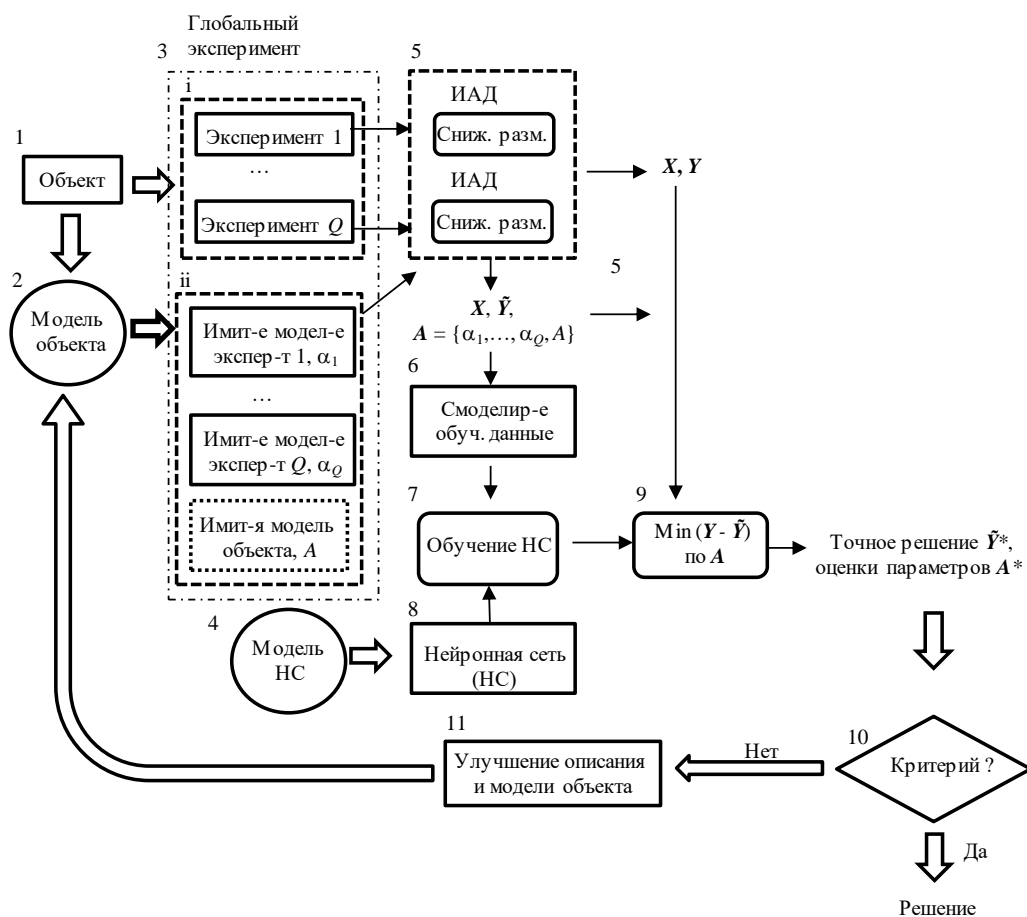 Глобальный
эксперимент
3
5
i
ИАД
Эксперимент 1
Сниж. разм.
1
Объект
…
X, Y
ИАД
Эксперимент Q
Сниж. разм.
2
ii
5
Модель
объекта
X, Ỹ,
A = {α₁,…, αQ, A}
Имит-е модел-е
экспер-т 1, α₁
6
…
Смоделир-е
обуч. данные
Имит-е модел-е
экспер-т Q, αQ
7
9
Имит-я модель
объекта, A
Обучение НС
Min (Y - Ỹ)
по A
Точное решение Ỹ*,
оценки параметров A*
4
8
Модель
НС
Нейронная сеть
(НС)
11
10
Улучшение описания
и модели объекта
Нет
Критерий ?
Да
Решение